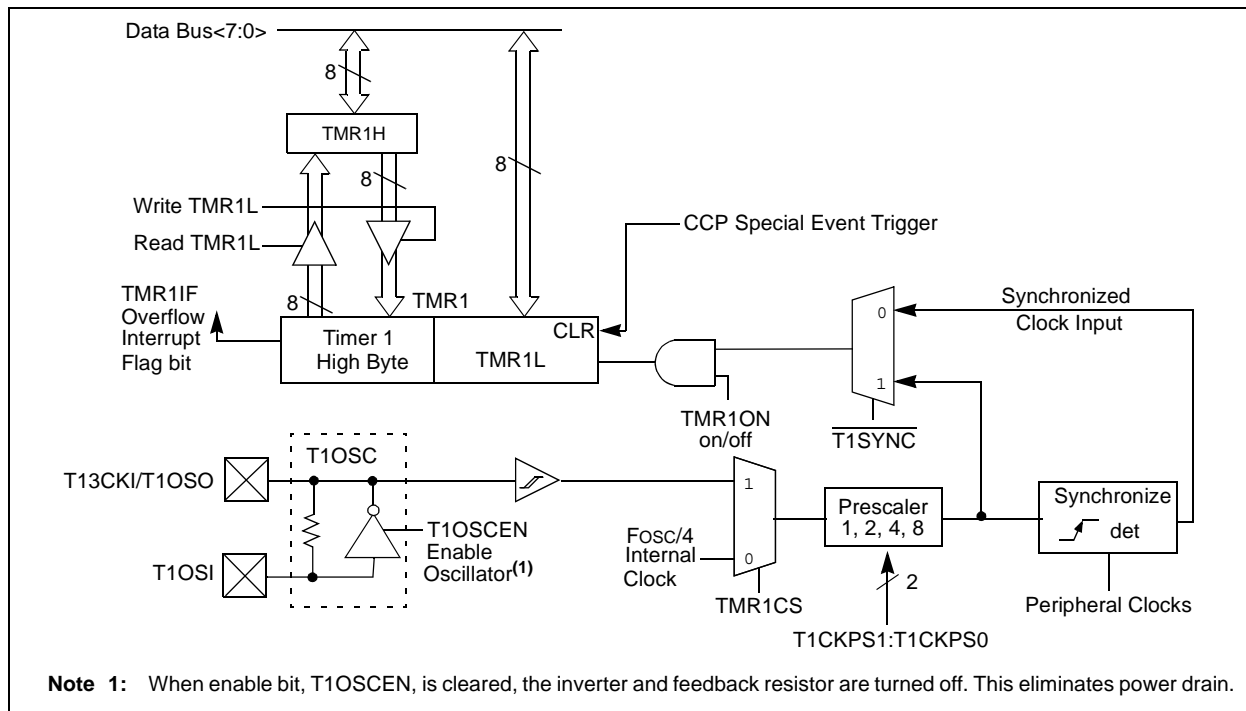 Data Bus<7:0>
8
TMR1H
8
8
Write TMR1L
CCP Special Event Trigger
Read TMR1L
TMR1IF
Overflow
Interrupt
Flag bit
8
TMR1
Timer 1
High Byte
TMR1L
CLR
0
1
Synchronized
Clock Input
TMR1ON
on/off
T1SYNC
T1OSC
T13CKI/T1OSO
T1OSCEN
Enable
Oscillator(1)
T1OSI
1
0
FOSC/4
Internal
Clock
TMR1CS
Prescaler
1, 2, 4, 8
2
T1CKPS1:T1CKPS0
Synchronize
det
Peripheral Clocks
Note 1: When enable bit, T1OSCEN, is cleared, the inverter and feedback resistor are turned off. This eliminates power drain.